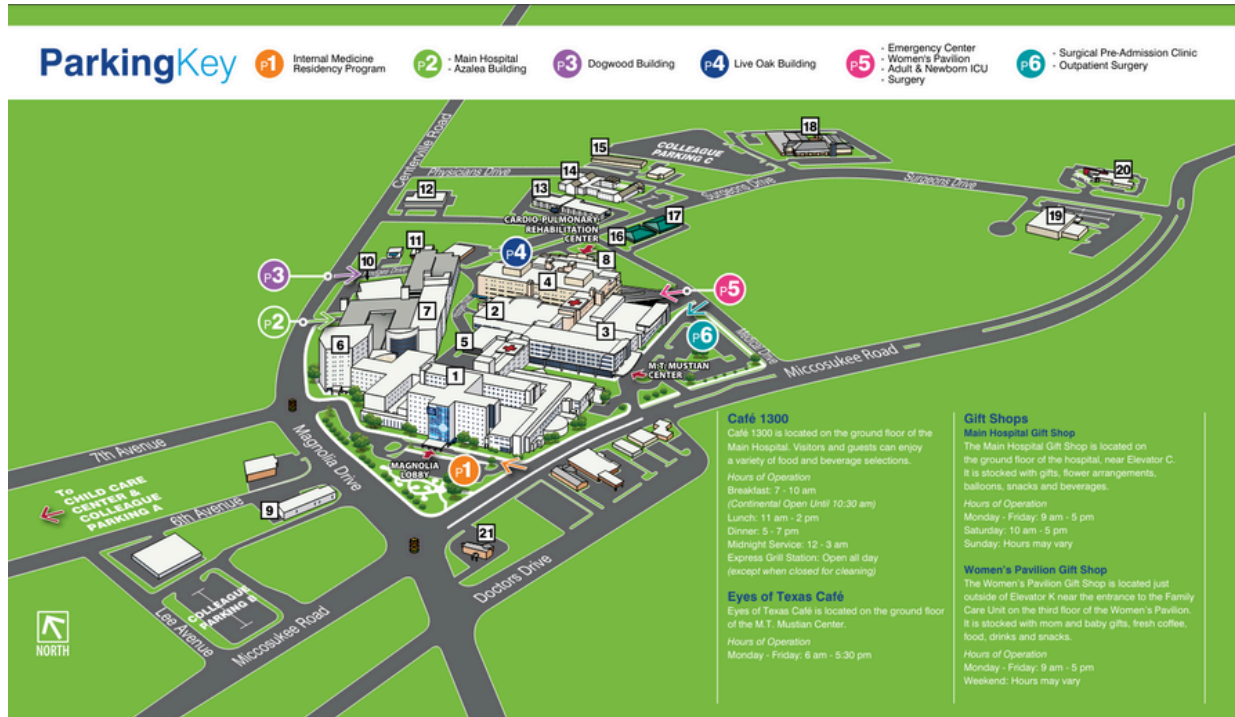 ParkingKey
P1
Internal Medicine
Residency Program
P2
- Main Hospital
- Azalea Building
P3
Dogwood Building
P4
Live Oak Building
P5
- Emergency Center
- Women's Pavilion
- Adult & Newborn ICU
- Surgery
P6
- Surgical Pre-Admission Clinic
- Outpatient Surgery
Centerville Road
Physicians Drive
COLLEAGUE
PARKING C
Surgeons Drive
Surgeons Drive
12
13
14
15
18
20
19
17
16
CARDIO-PULMONARY
REHABILITATION
CENTER
P4
8
11
10
P3
P2
7
6
4
2
3
5
1
P5
P6
Medical Drive
M.T. MUSTIAN
CENTER
Miccosukee Road
MAGNOLIA
LOBBY
P1
7th Avenue
Magnolia Drive
To
CHILD CARE
CENTER &
COLLEAGUE
PARKING A
6th Avenue
9
21
Doctors Drive
COLLEAGUE
PARKING B
Lee Avenue
Miccosukee Road
NORTH
Café 1300
Café 1300 is located on the ground floor of the
Main Hospital. Visitors and guests can enjoy
a variety of food and beverage selections.
Hours of Operation
Breakfast: 7 - 10 am
(Continental Open Until 10:30 am)
Lunch: 11 am - 2 pm
Dinner: 5 - 7 pm
Midnight Service: 12 - 3 am
Express Grill Station: Open all day
(except when closed for cleaning)
Eyes of Texas Café
Eyes of Texas Café is located on the ground floor
of the M.T. Mustian Center.
Hours of Operation
Monday - Friday: 6 am - 5:30 pm
Gift Shops
Main Hospital Gift Shop
The Main Hospital Gift Shop is located on
the ground floor of the hospital, near Elevator C.
It is stocked with gifts, flower arrangements,
balloons, snacks and beverages.
Hours of Operation
Monday - Friday: 9 am - 5 pm
Saturday: 10 am - 5 pm
Sunday: Hours may vary
Women's Pavilion Gift Shop
The Women's Pavilion Gift Shop is located just
outside of Elevator K near the entrance to the Family
Care Unit on the third floor of the Women's Pavilion.
It is stocked with mom and baby gifts, fresh coffee,
food, drinks and snacks.
Hours of Operation
Monday - Friday: 9 am - 5 pm
Weekend: Hours may vary